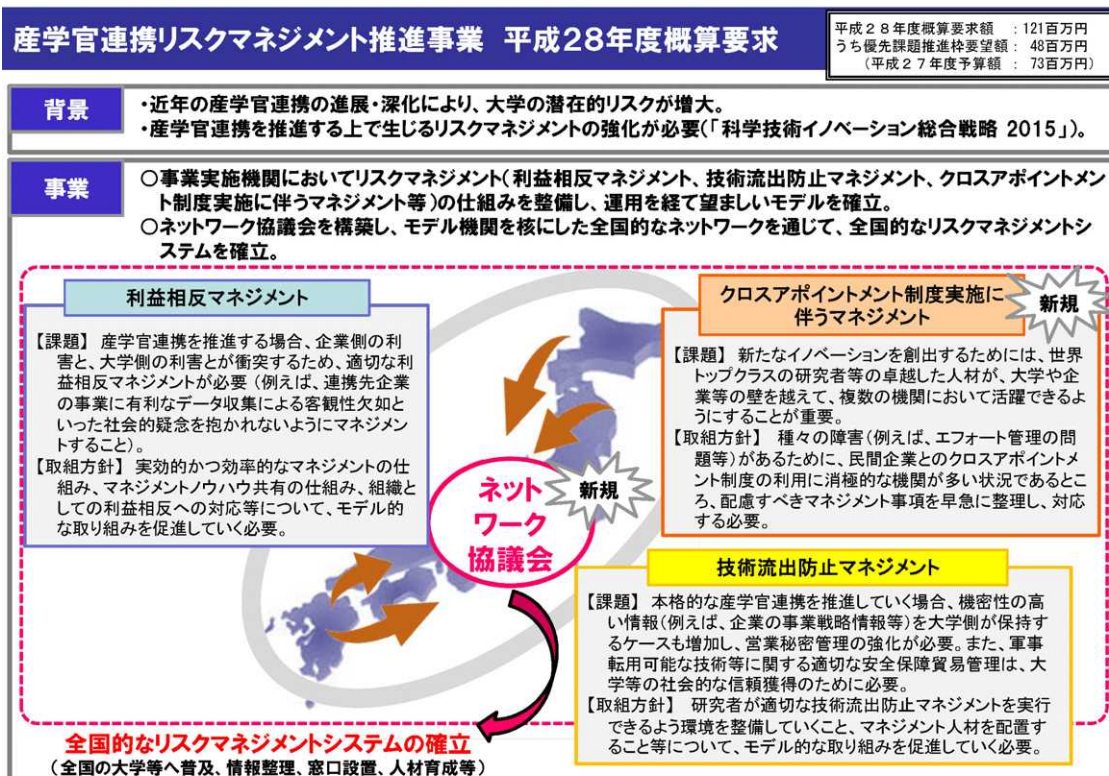 産学官連携リスクマネジメント推進事業 平成28年度概算要求
平成28年度概算要求額 :121百万円
うち優先課題推進枠要望額: 48百万円
(平成27年度予算額 : 73百万円)
背景
・近年の産学官連携の進展・深化により、大学の潜在的リスクが増大。
・産学官連携を推進する上で生じるリスクマネジメントの強化が必要(「科学技術イノベーション総合戦略 2015」)。
事業
○事業実施機関においてリスクマネジメント(利益相反マネジメント、技術流出防止マネジメント、クロスアポイントメン
ト制度実施に伴うマネジメント等)の仕組みを整備し、運用を経て望ましいモデルを確立。
○ネットワーク協議会を構築し、モデル機関を核にした全国的なネットワークを通じて、全国的なリスクマネジメントシ
ステムを確立。
利益相反マネジメント
【課題】 産学官連携を推進する場合、企業側の利
害と、大学側の利害とが衝突するため、適切な利
益相反マネジメントが必要(例えば、連携先企業
の事業に有利なデータ収集による客観性欠如と
いった社会的疑念を抱かれないようにマネジメン
トすること)。
【取組方針】 実効的かつ効率的なマネジメントの仕
組み、マネジメントノウハウ共有の仕組み、組織と
しての利益相反への対応等について、モデル的
な取り組みを促進していく必要。
クロスアポイントメント制度実施に
伴うマネジメント
新規
【課題】 新たなイノベーションを創出するためには、世界
トップクラスの研究者等の卓越した人材が、大学や企
業等の壁を越えて、複数の機関において活躍できるよ
うにすることが重要。
【取組方針】 種々の障害(例えば、エフォート管理の問
題等)があるために、民間企業とのクロスアポイントメ
ント制度の利用に消極的な機関が多い状況であるとこ
ろ、配慮すべきマネジメント事項を早急に整理し、対応
する必要。
ネット
ワーク
協議会
新規
技術流出防止マネジメント
【課題】 本格的な産学官連携を推進していく場合、機密性の高
い情報(例えば、企業の事業戦略情報等)を大学側が保持す
るケースも増加し、営業秘密管理の強化が必要。また、軍事
転用可能な技術等に関する適切な安全保障貿易管理は、大
学等の社会的な信頼獲得のために必要。
【取組方針】 研究者が適切な技術流出防止マネジメントを実行
できるよう環境を整備していくこと、マネジメント人材を配置す
ること等について、モデル的な取り組みを促進していく必要。
全国的なリスクマネジメントシステムの確立
(全国の大学等へ普及、情報整理、窓口設置、人材育成等)